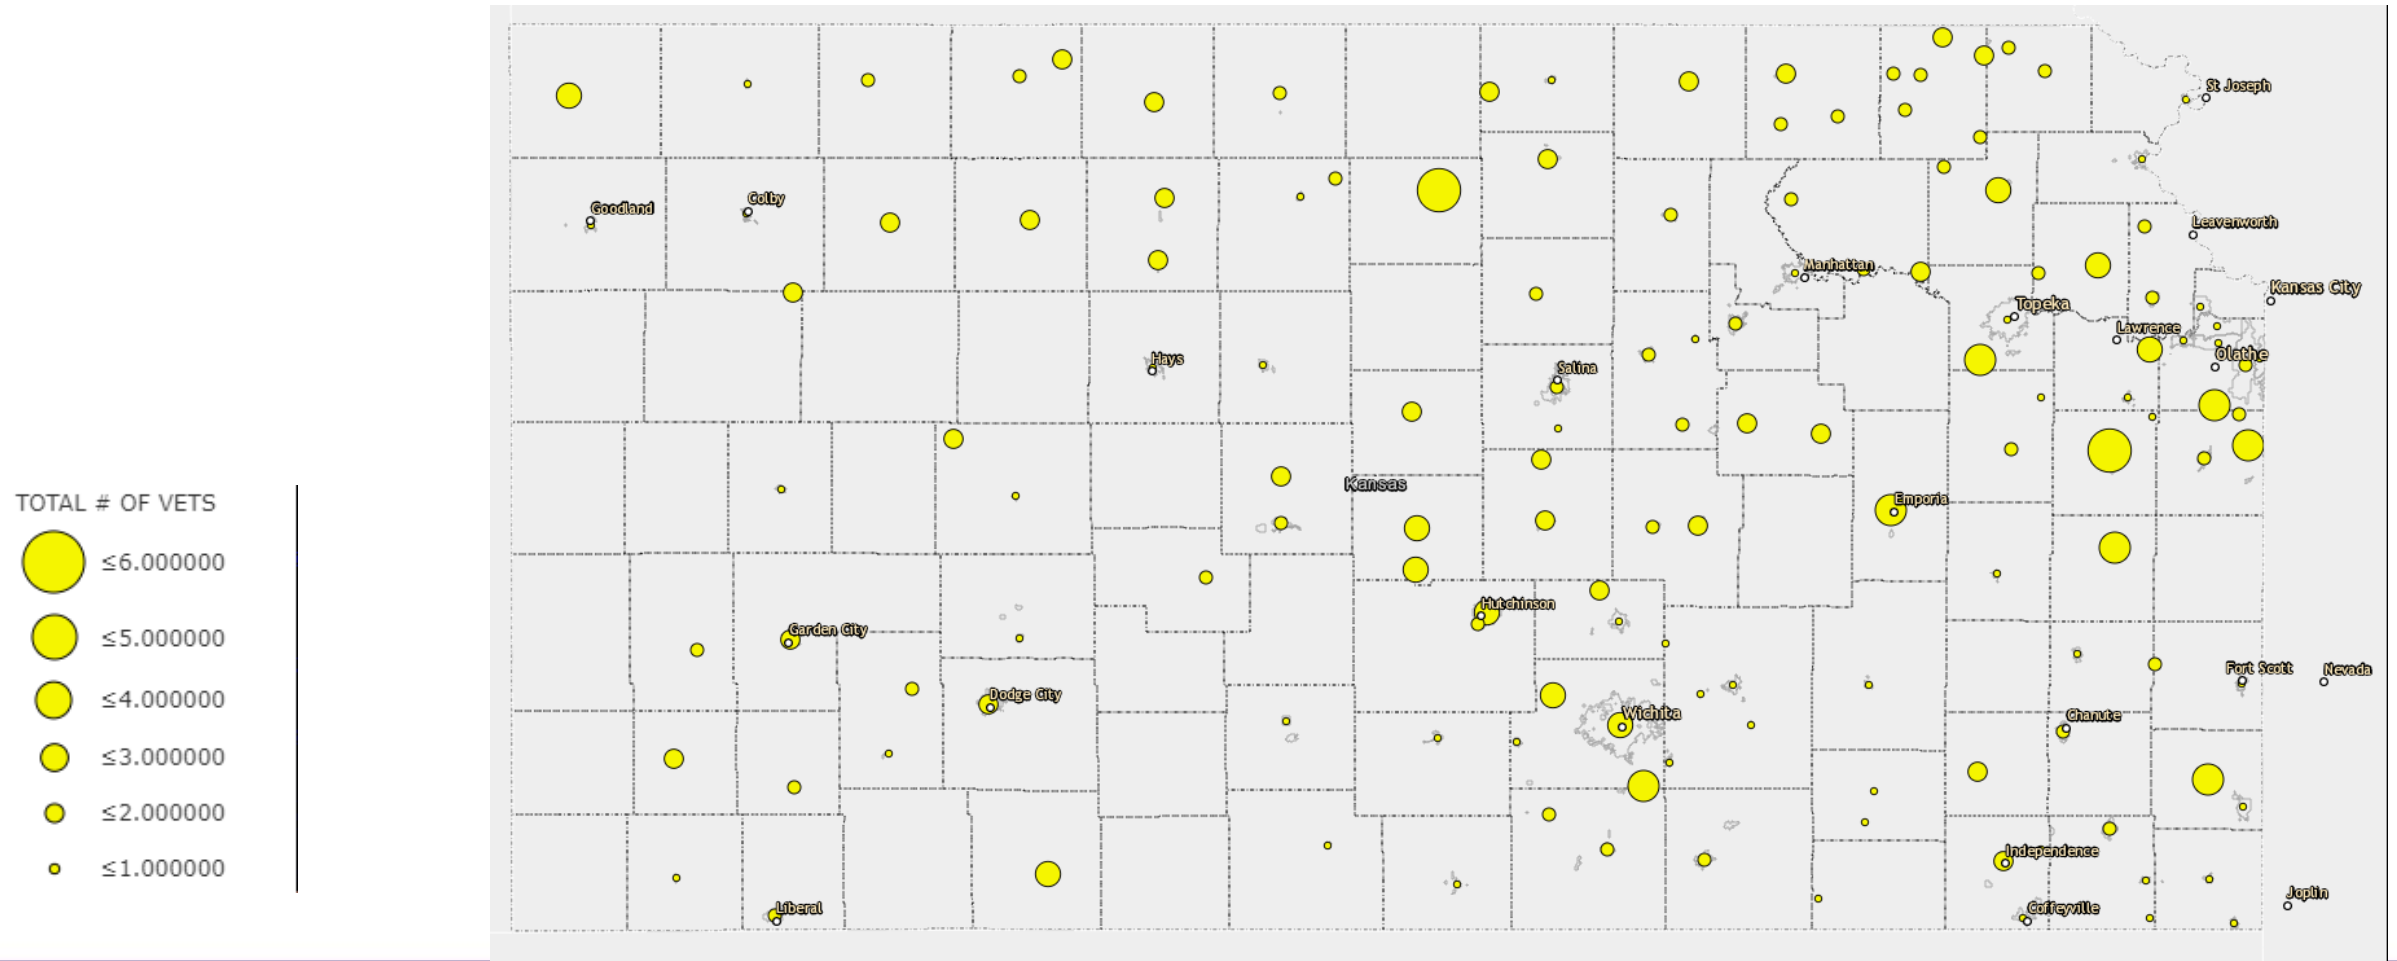 TOTAL # OF VETS
≤6.000000
≤5.000000
≤4.000000
≤3.000000
≤2.000000
≤1.000000
St Joseph
Goodland
Colby
Leavenworth
Manhattan
Kansas City
Topeka
Lawrence
Olathe
Hays
Salina
Kansas
Emporia
Hutchinson
Garden City
Dodge City
Fort Scott
Nevada
Wichita
Chanute
Independence
Joplin
Liberal
Coffeyville